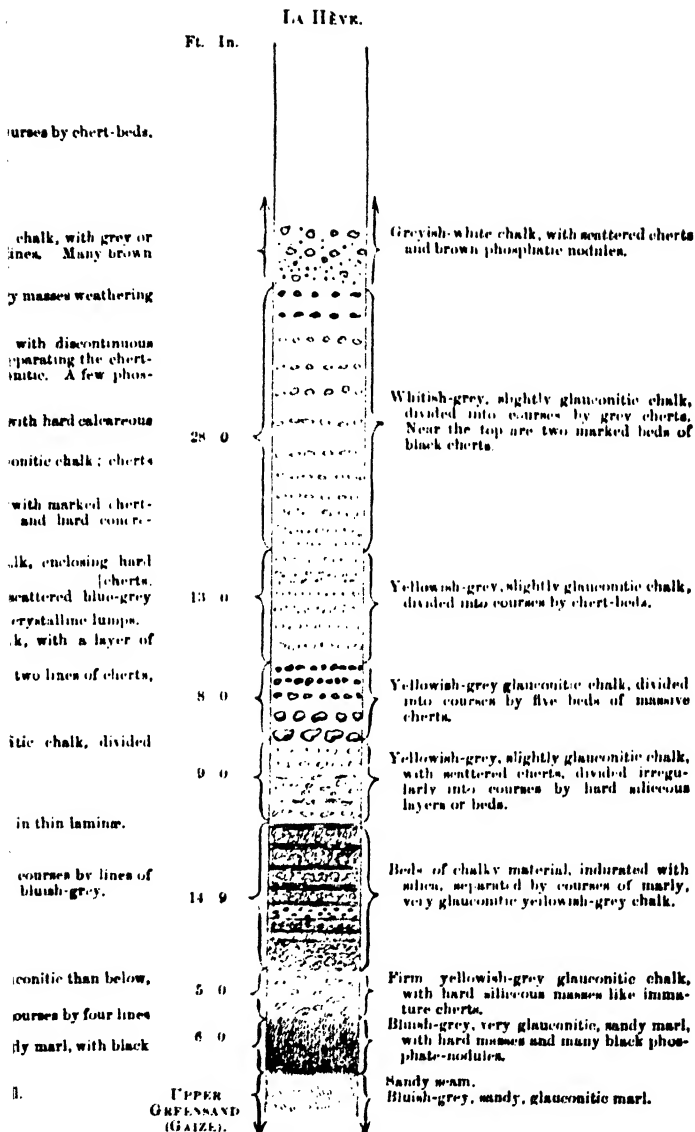 LA HÈVE.
Ft. In.
courses by chert-beds.
chalk, with grey or
lines. Many brown
masses weathering
with discontinuous
separating the chert-
A few phos-
with hard calcareous
chalk; cherts
with marked chert-
and hard concre-
enclosing hard
[cherts.
scattered blue-grey
crystalline lumps.
with a layer of
two lines of cherts,
chalk, divided
in thin laminæ.
courses by lines of
bluish-grey.
than below,
courses by four lines
marl, with black
Greyish-white chalk, with scattered cherts
and brown phosphatic nodules.
28 0
Whitish-grey, slightly glauconitic chalk,
divided into courses by grey cherts.
Near the top are two marked beds of
black cherts.
13 0
Yellowish-grey, slightly glauconitic chalk,
divided into courses by chert-beds.
8 0
Yellowish-grey glauconitic chalk, divided
into courses by five beds of massive
cherts.
9 0
Yellowish-grey, slightly glauconitic chalk,
with scattered cherts, divided irregu-
larly into courses by hard siliceous
layers or beds.
14 9
Beds of chalky material, indurated with
silica, separated by courses of marly,
very glauconitic yellowish-grey chalk.
5 0
Firm yellowish-grey glauconitic chalk,
with hard siliceous masses like imma-
ture cherts.
6 0
Bluish-grey, very glauconitic, sandy marl,
with hard masses and many black phos-
phate-nodules.
Sandy seam.
UPPER
GREENSAND
(GAIZE).
Bluish-grey, sandy, glauconitic marl.